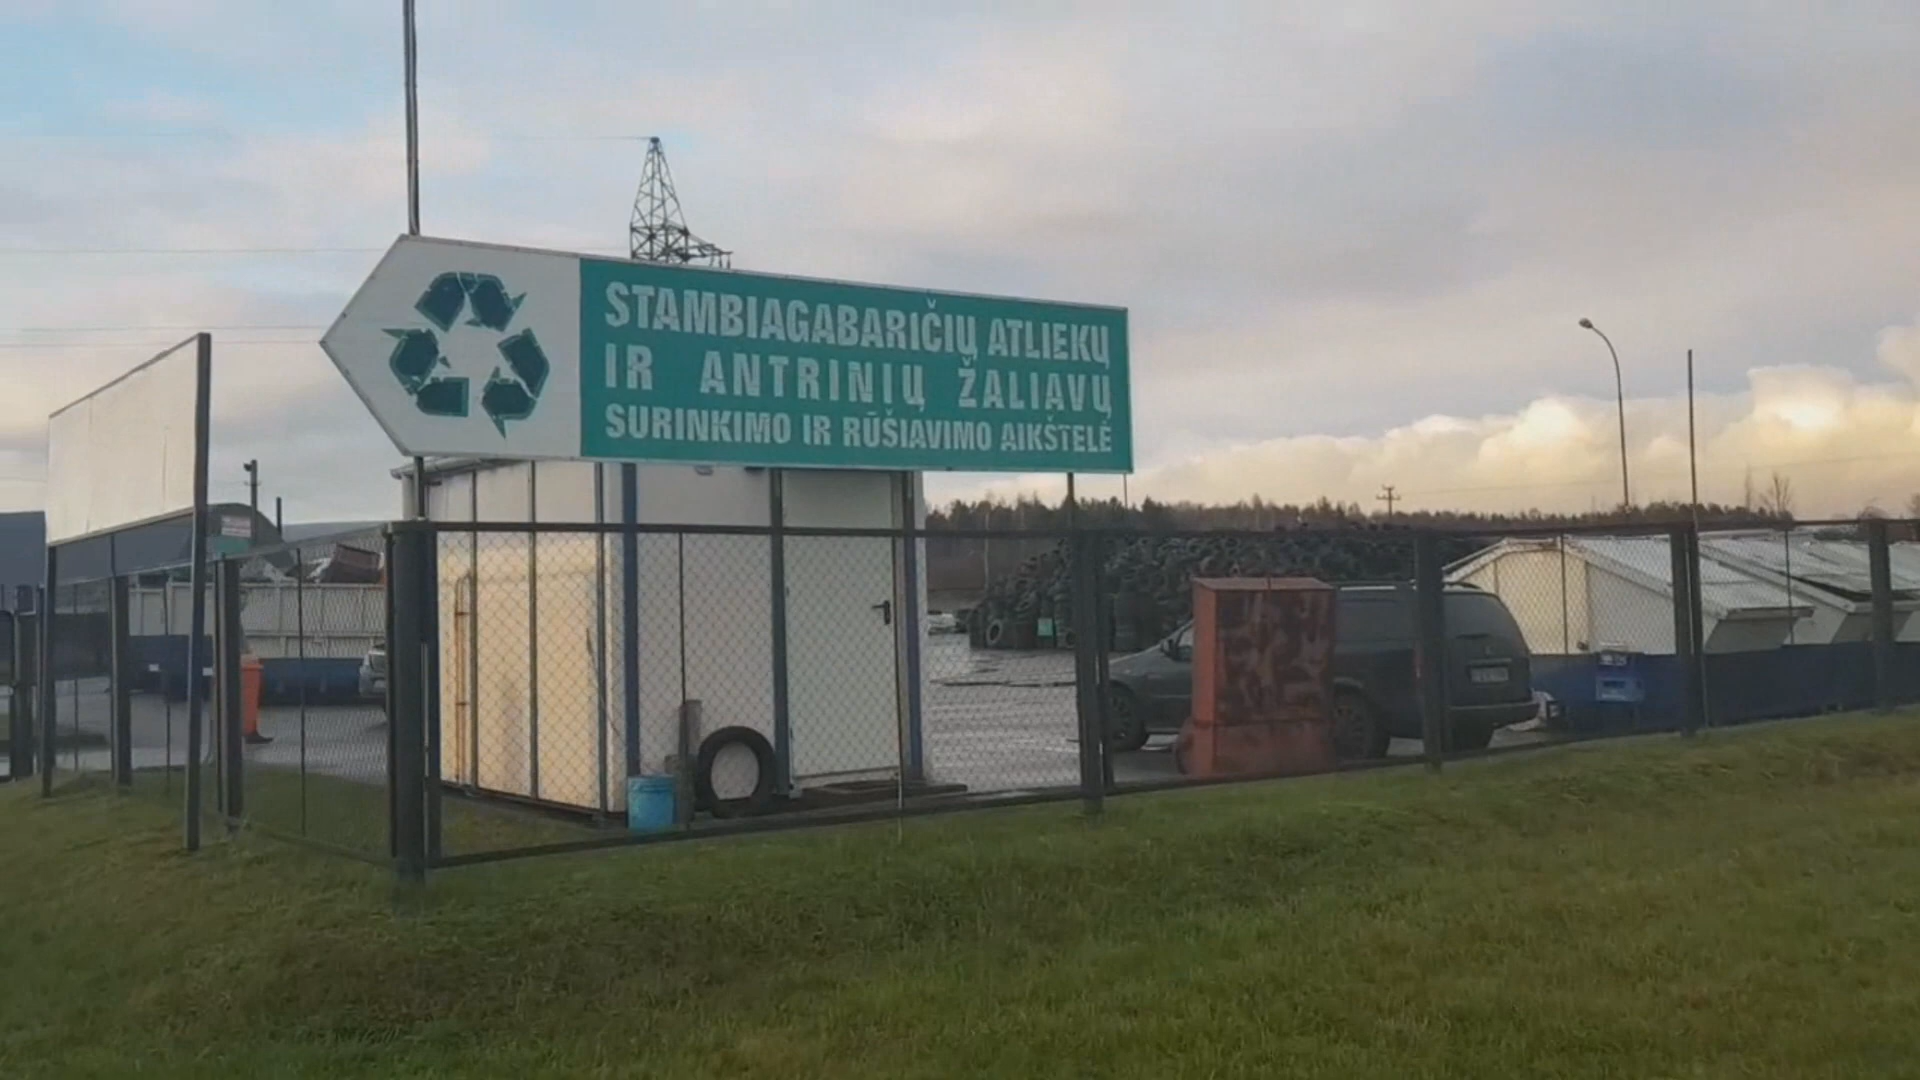 STAMBIAGABARIČIŲ ATLIEKŲ
IR ANTRINIŲ ŽALIAVŲ
SURINKIMO IR RŪŠIAVIMO AIKŠTELĖ